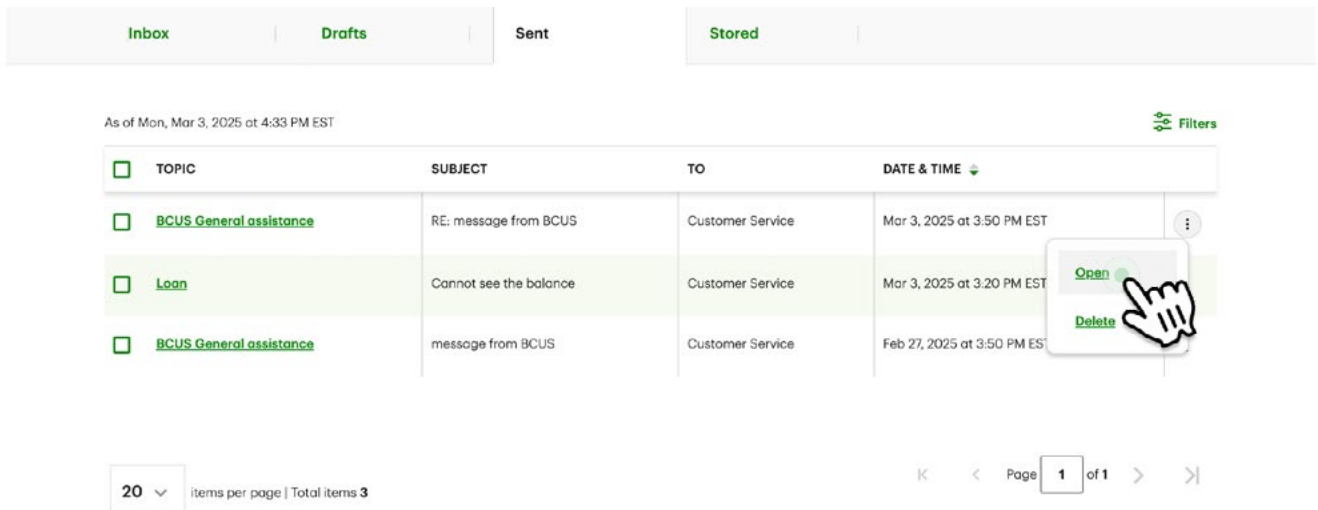 Inbox Drafts Sent Stored
As of Mon, Mar 3, 2025 at 4:33 PM EST Filters
TOPIC SUBJECT TO DATE & TIME
BCUS General assistance RE: message from BCUS Customer Service Mar 3, 2025 at 3:50 PM EST
Open
Loan Cannot see the balance Customer Service Mar 3, 2025 at 3:20 PM EST
Delete
BCUS General assistance message from BCUS Customer Service Feb 27, 2025 at 3:50 PM EST
Page 1 of 1
20 items per page | Total items 3